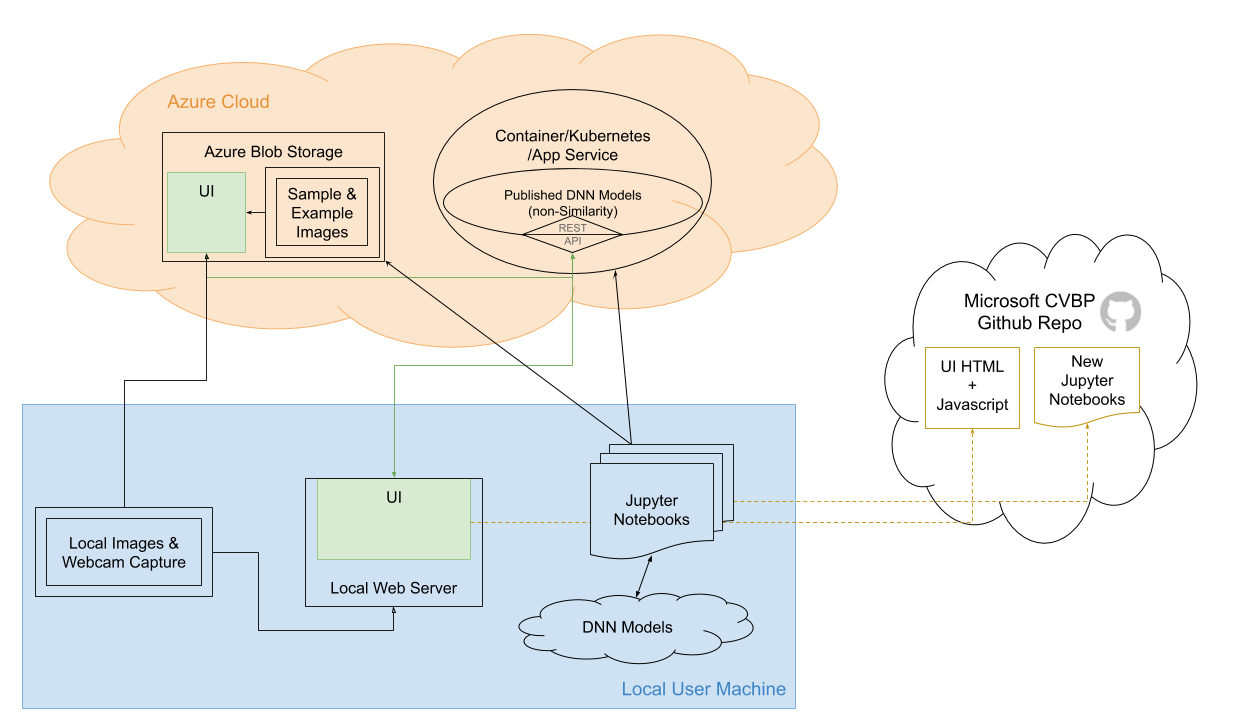 Azure Cloud
Azure Blob Storage
UI
Sample &
Example
Images
Container/Kubernetes
/App Service
Published DNN Models
(non-Similarity)
REST
API
Microsoft CVBP
Github Repo
UI HTML
+
Javascript
New
Jupyter
Notebooks
Local Images &
Webcam Capture
UI
Local Web Server
Jupyter
Notebooks
DNN Models
Local User Machine